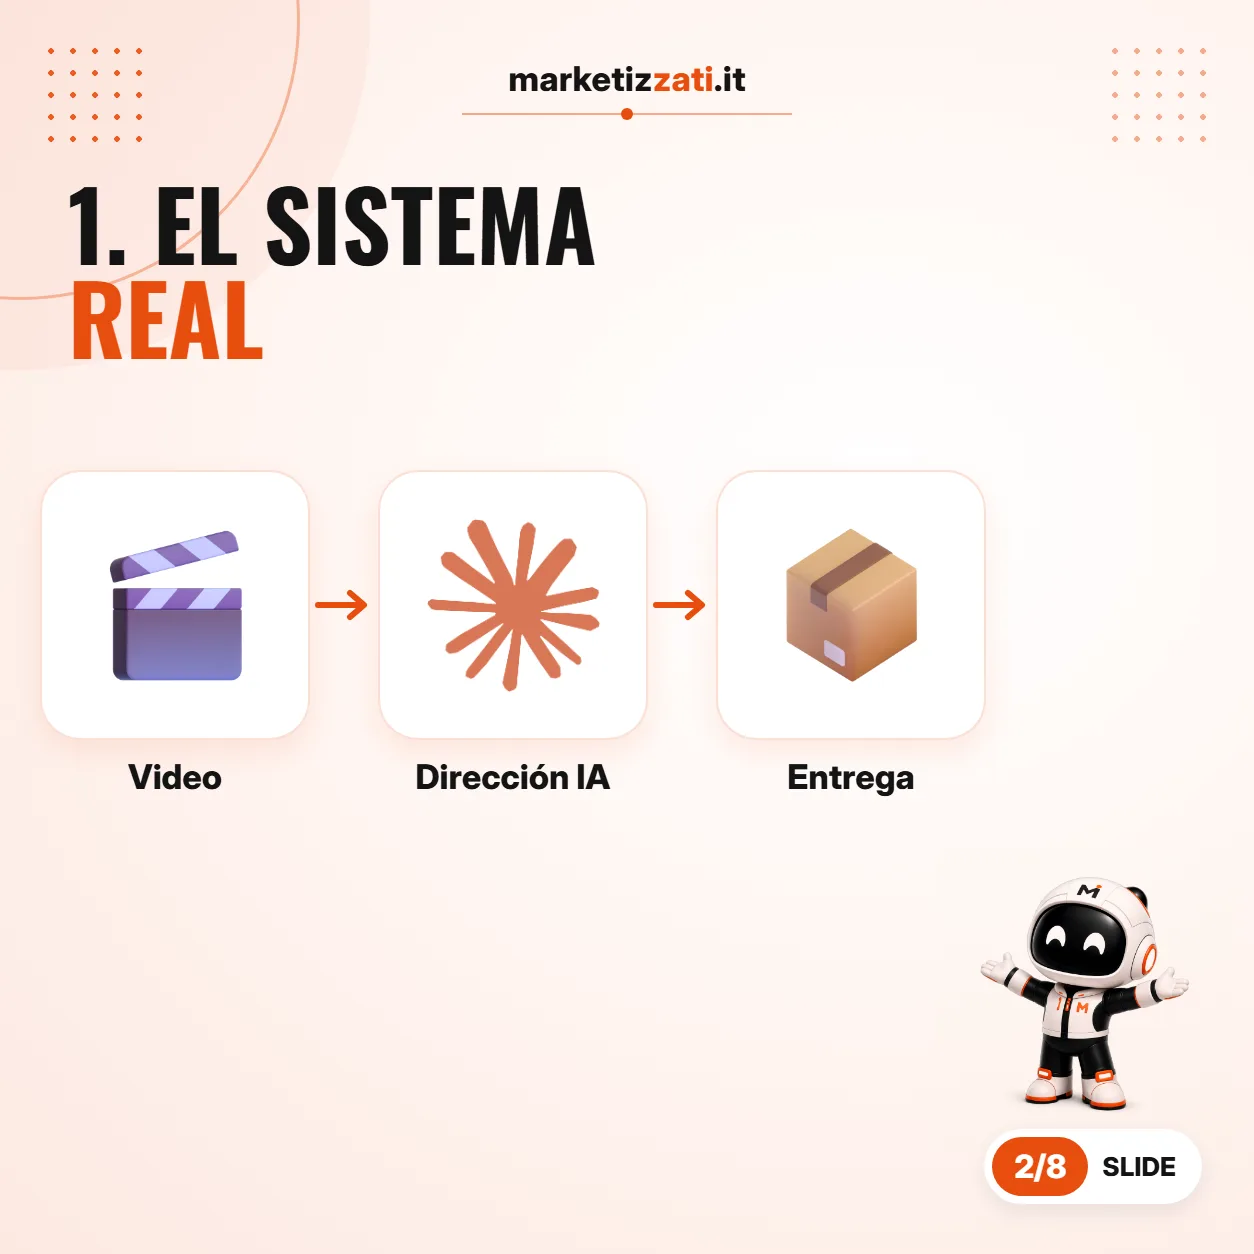 marketizzati.it
1. EL SISTEMA
REAL
Video
Dirección IA
Entrega
M
2/8 SLIDE